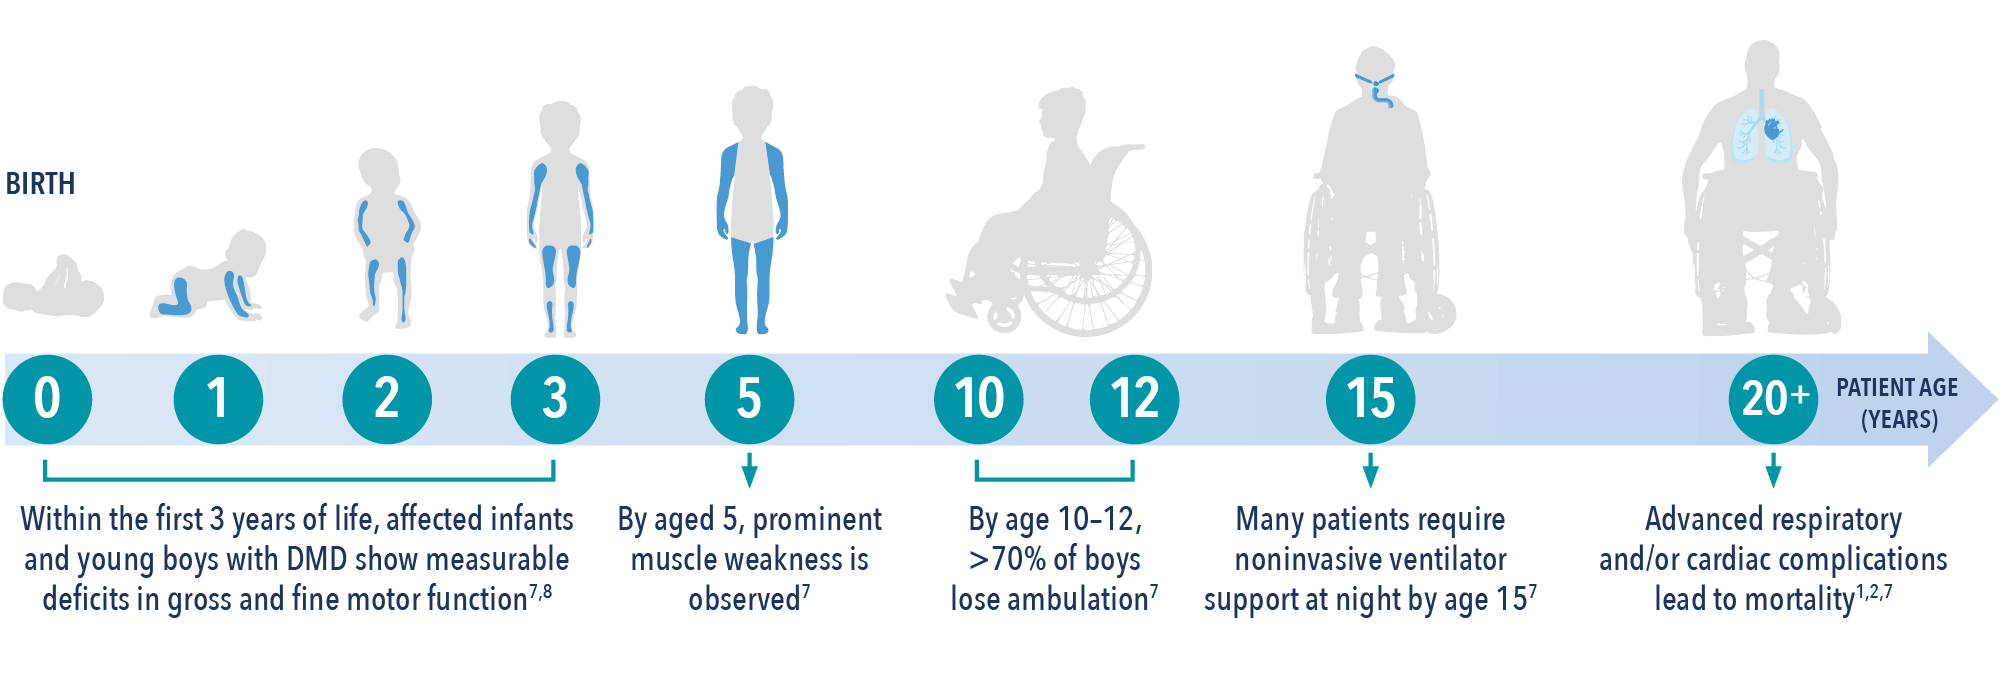 BIRTH
0
1
2
3
5
10
12
15
20+
PATIENT AGE
(YEARS)
Within the first 3 years of life, affected infants
and young boys with DMD show measurable
deficits in gross and fine motor function7,8
By aged 5, prominent
muscle weakness is
observed7
By age 10–12,
>70% of boys
lose ambulation7
Many patients require
noninvasive ventilator
support at night by age 157
Advanced respiratory
and/or cardiac complications
lead to mortality1,2,7